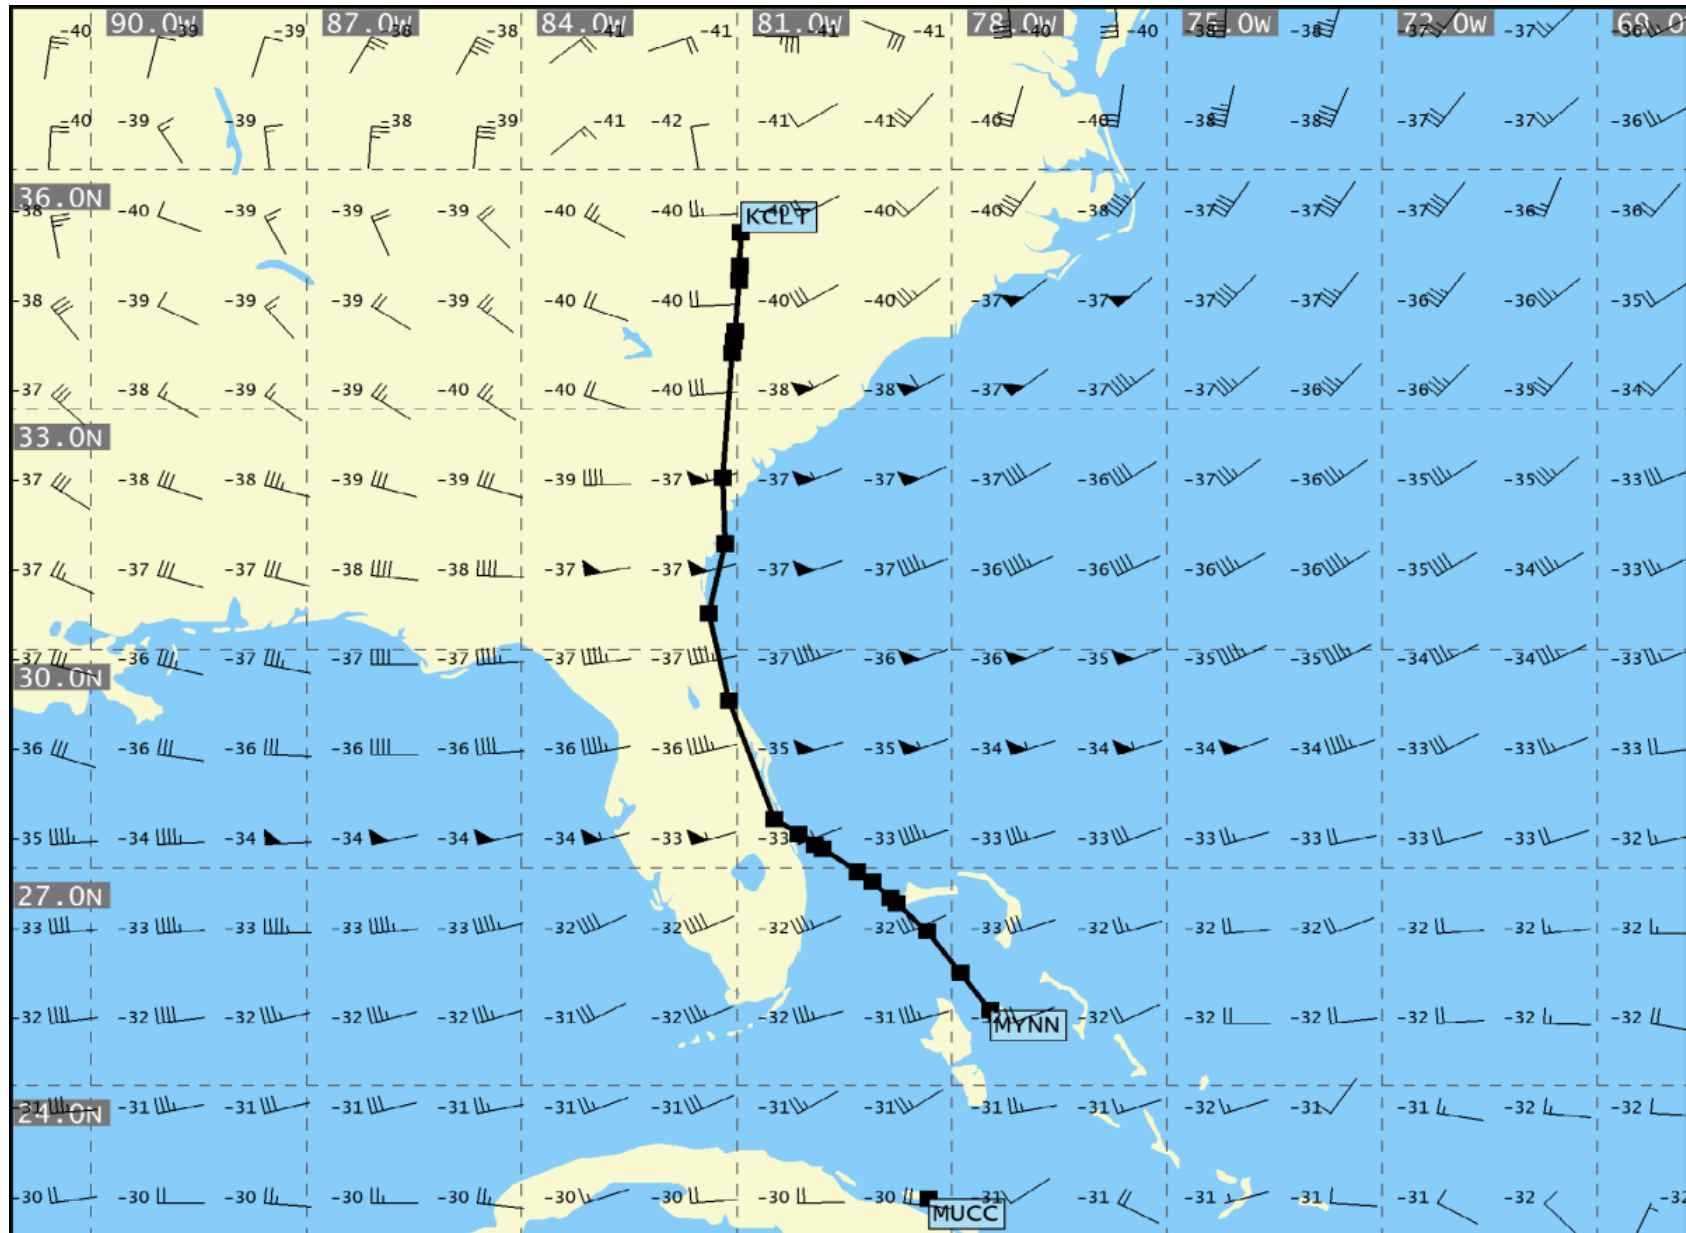 90.0W 87.0W 84.0W 81.0W 78.0W 75.0W 72.0W 69.0
-40 -39 -39 -38 -38 -41 -41 -41 -41 -40 -40 -38 -38 -37 -37 -36
-40 -39 -39 -38 -39 -41 -42 -41 -41 -40 -40 -38 -38 -37 -37 -36
36.0N
38 -40 -39 -39 -39 -40 -40 -40 -40 -40 -38 -37 -37 -37 -36 -36
KCLT
38 -39 -39 -39 -39 -40 -40 -40 -40 -37 -37 -37 -37 -36 -36 -35
37 -38 -39 -39 -40 -40 -40 -38 -38 -37 -37 -37 -36 -36 -35 -34
33.0N
37 -38 -38 -39 -39 -39 -37 -37 -37 -37 -36 -37 -36 -35 -35 -33
37 -37 -37 -38 -38 -37 -37 -37 -37 -36 -36 -36 -36 -35 -34 -33
37 -36 -37 -37 -37 -37 -37 -37 -36 -36 -35 -35 -35 -34 -34 -33
30.0N
36 -36 -36 -36 -36 -36 -36 -35 -35 -34 -34 -34 -34 -33 -33 -33
35 -34 -34 -34 -34 -34 -33 -33 -33 -33 -33 -33 -32 -32 -32 -32
27.0N
33 -33 -33 -33 -33 -32 -32 -32 -32 -33 -32 -32 -32 -32 -32 -32
32 -32 -32 -32 -32 -31 -32 -32 -31 -32 -32 -32 -32 -32 -32 -32
MYNN
31 -31 -31 -31 -31 -31 -31 -31 -31 -31 -31 -32 -31 -31 -32 -32
24.0N
30 -30 -30 -30 -30 -30 -30 -30 -30 -31 -31 -31 -31 -31 -32 -32
MUCC